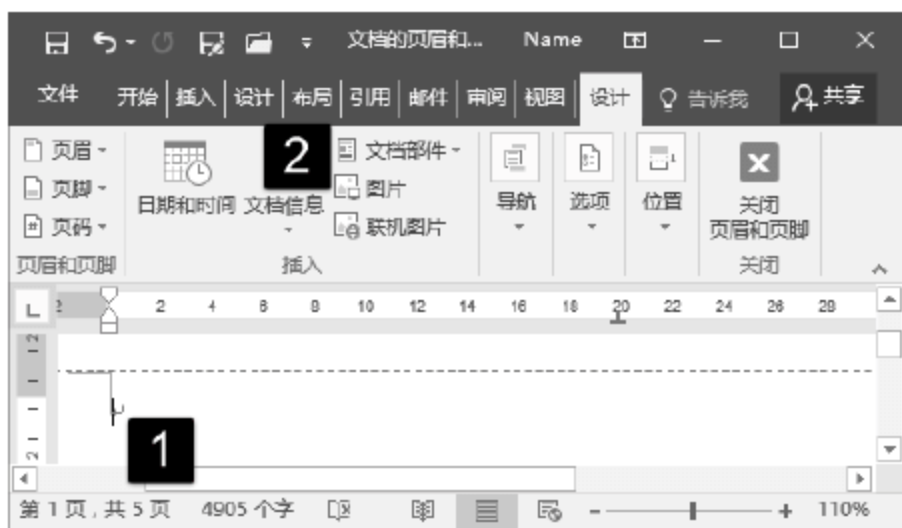 文档的页眉和... Name
文件 开始 插入 设计 布局 引用 邮件 审阅 视图 设计 告诉我 共享
页眉 2 文档部件
页脚 日期和时间 文档信息 图片 导航 选项 位置 关闭
页码 联机图片 页眉和页脚
页眉和页脚 插入 关闭
L 2 2 4 6 8 10 12 14 16 18 20 22 24 26 28
2
1
2
1
第 1 页，共 5 页 4905 个字 110%